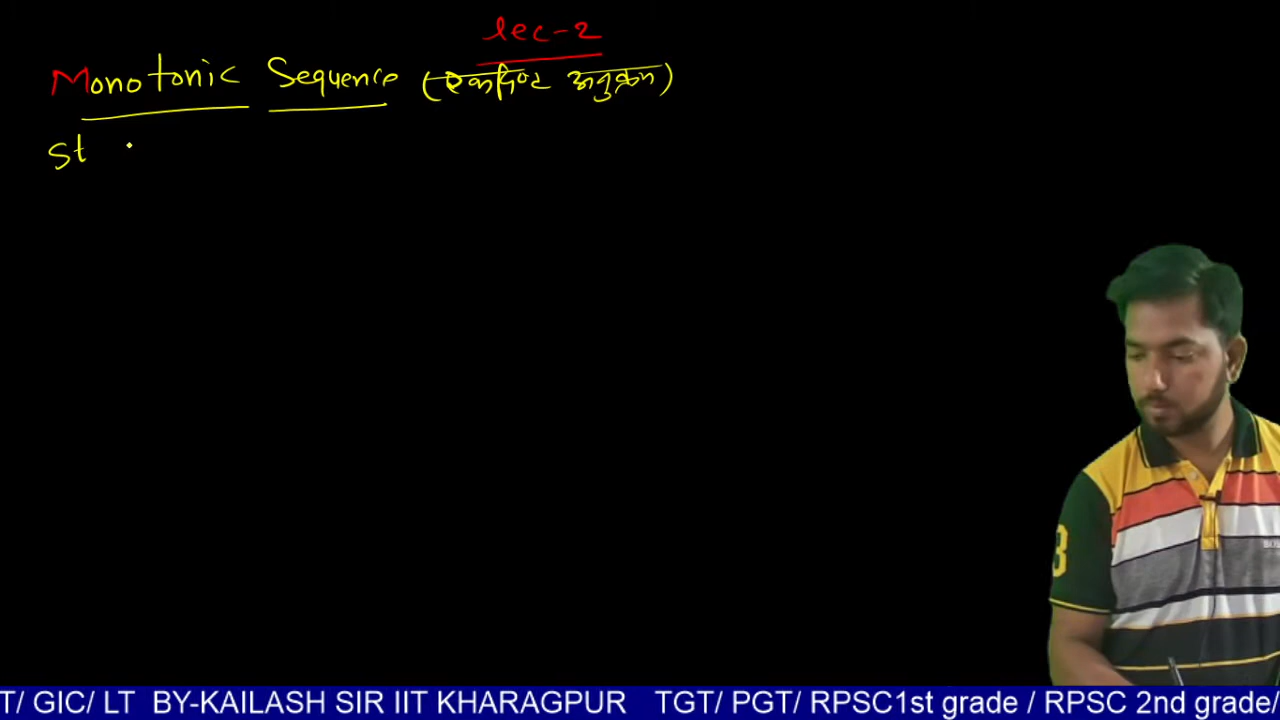 lec-2
Monotonic Sequence (एकदिष्ट अनुक्रम)
St
3
T/ GIC/ LT BY-KAILASH SIR IIT KHARAGPUR TGT/ PGT/ RPSC1st grade / RPSC 2nd grade/